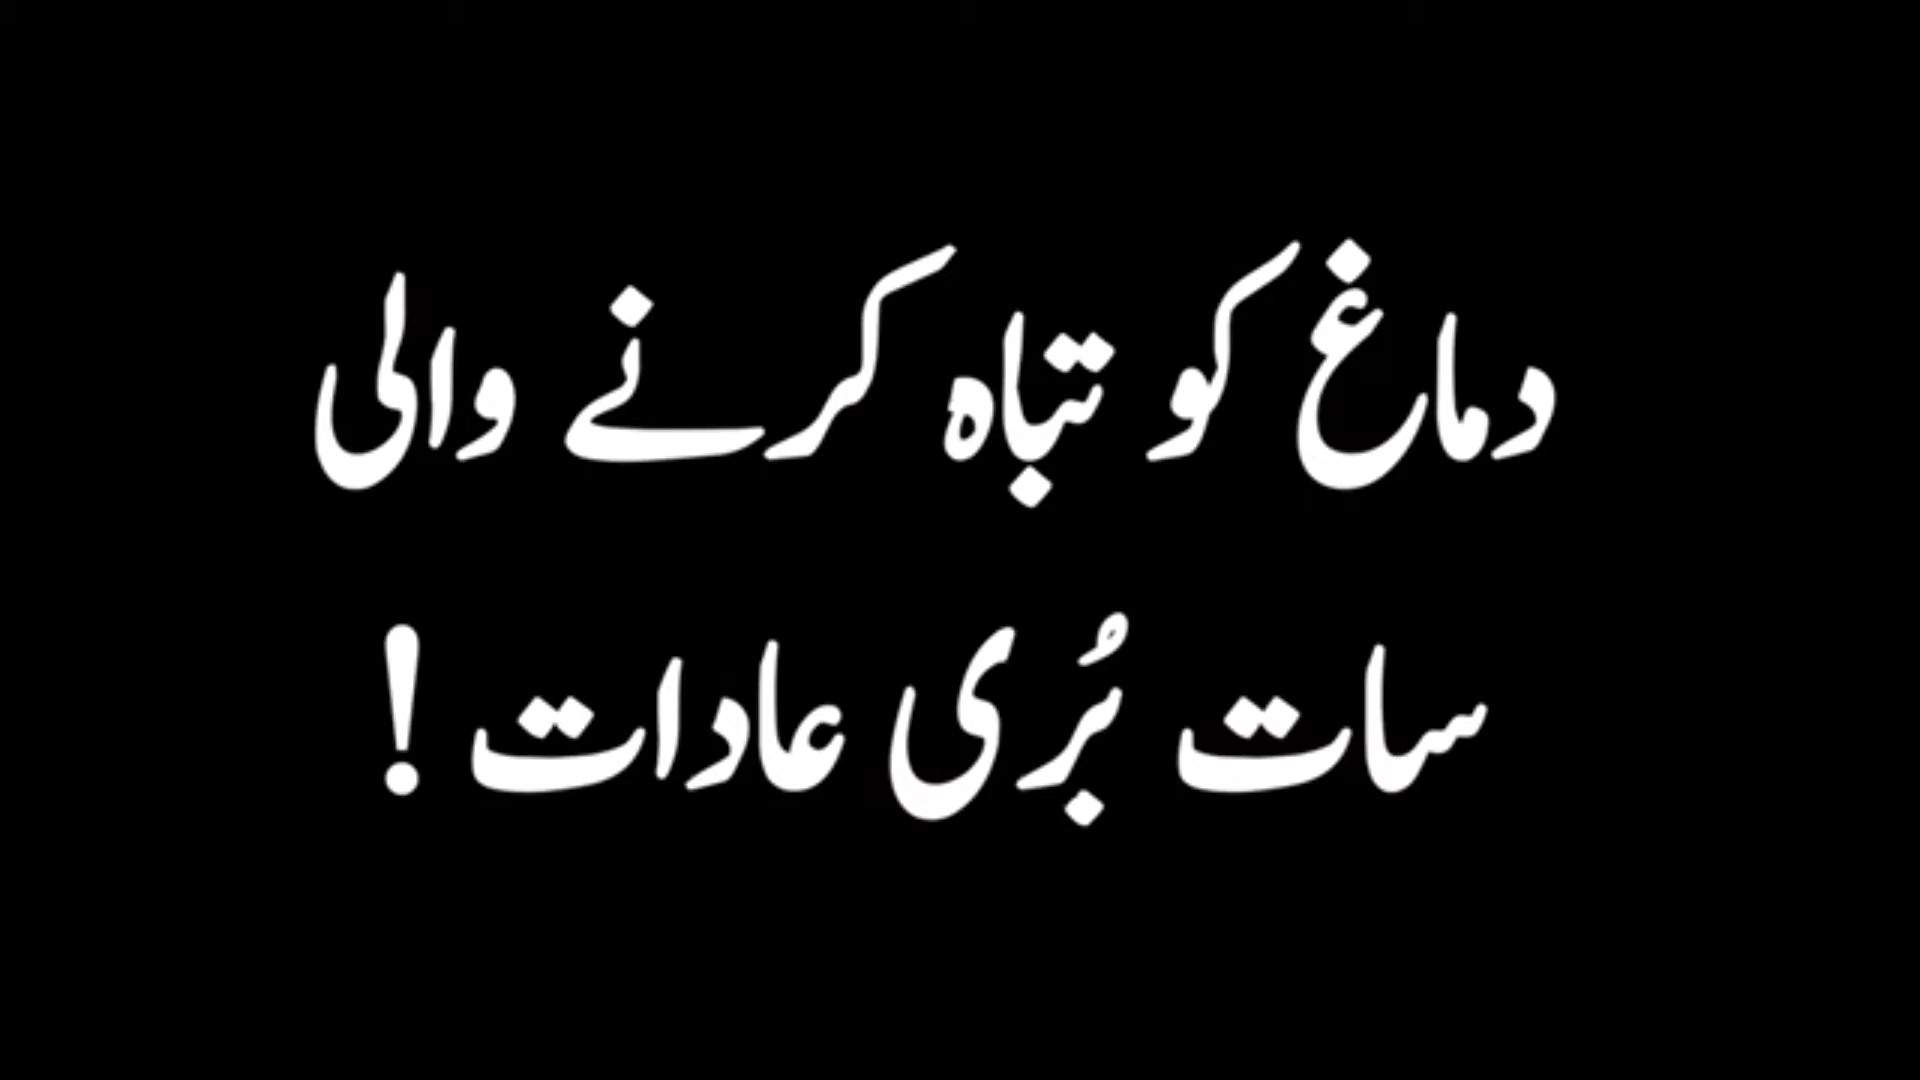 دماغ کو تباہ کرنے والی
سات بُری عادات !